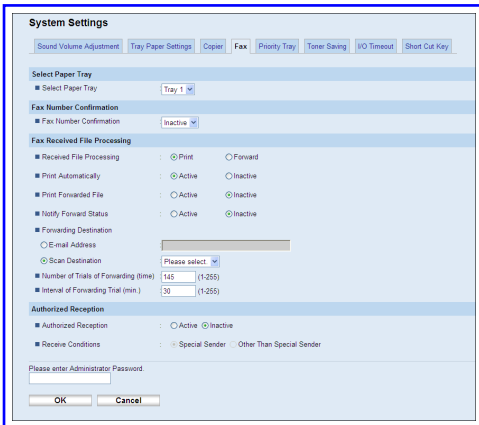 System Settings
Sound Volume Adjustment Tray Paper Settings Copier Fax Priority Tray Toner Saving I/O Timeout Short Cut Key
Select Paper Tray
Select Paper Tray : Tray 1
Fax Number Confirmation
Fax Number Confirmation : Inactive
Fax Received File Processing
Received File Processing : Print Forward
Print Automatically : Active Inactive
Print Forwarded File : Active Inactive
Notify Forward Status : Active Inactive
Forwarding Destination
E-mail Address :
Scan Destination : Please select
Number of Trials of Forwarding (time) : 145 (1-255)
Interval of Forwarding Trial (min.) : 30 (1-255)
Authorized Reception
Authorized Reception : Active Inactive
Receive Conditions : Special Sender Other Than Special Sender
Please enter Administrator Password.
OK Cancel